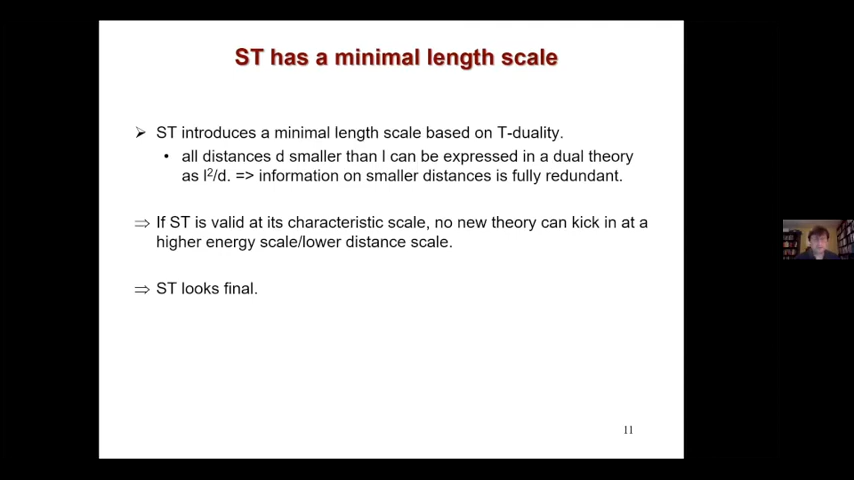 ST has a minimal length scale
➢ ST introduces a minimal length scale based on T-duality.
• all distances d smaller than l can be expressed in a dual theory
as l²/d. => information on smaller distances is fully redundant.
⇒ If ST is valid at its characteristic scale, no new theory can kick in at a
higher energy scale/lower distance scale.
⇒ ST looks final.
11